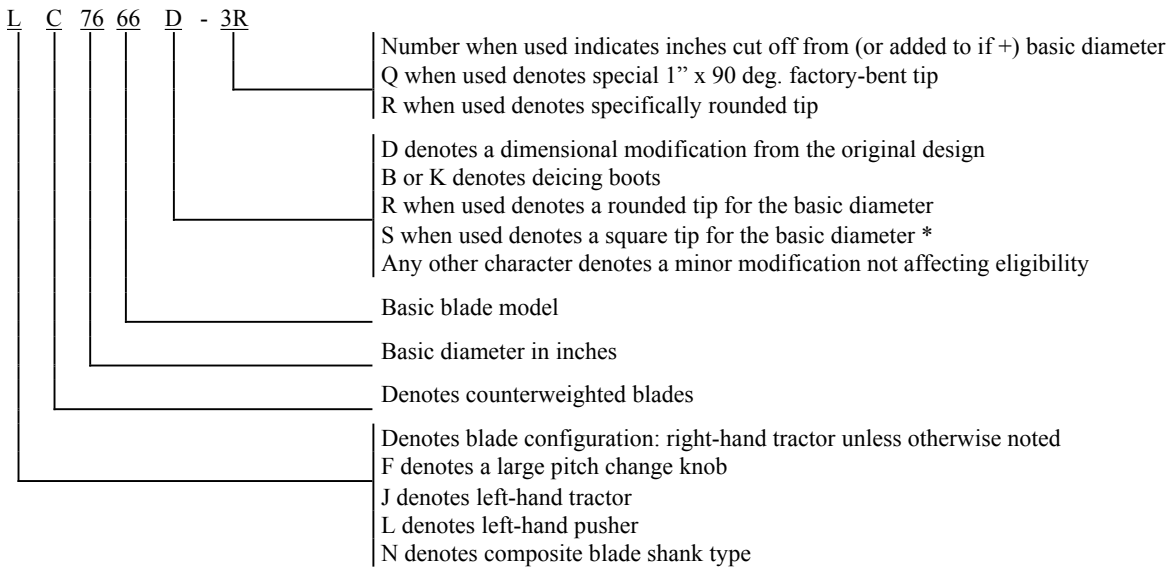 L C 76 66 D - 3R
Number when used indicates inches cut off from (or added to if +) basic diameter
Q when used denotes special 1” x 90 deg. factory-bent tip
R when used denotes specifically rounded tip
D denotes a dimensional modification from the original design
B or K denotes deicing boots
R when used denotes a rounded tip for the basic diameter
S when used denotes a square tip for the basic diameter *
Any other character denotes a minor modification not affecting eligibility
Basic blade model
Basic diameter in inches
Denotes counterweighted blades
Denotes blade configuration: right-hand tractor unless otherwise noted
F denotes a large pitch change knob
J denotes left-hand tractor
L denotes left-hand pusher
N denotes composite blade shank type